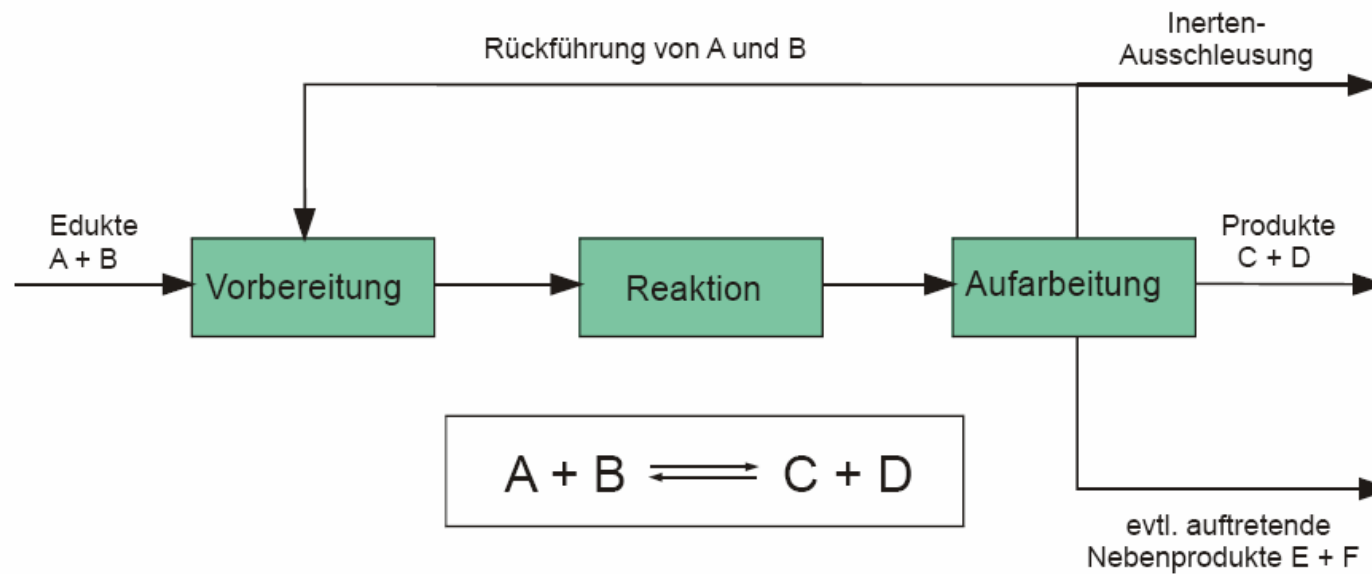 Rückführung von A und B
Inerten-
Ausschleusung
Edukte
A + B
Vorbereitung
Reaktion
Aufarbeitung
Produkte
C + D
A + B ⇌ C + D
evtl. auftretende
Nebenprodukte E + F